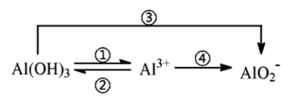 ③
Al(OH)₃ ① ② Al³⁺ ④ AlO₂⁻